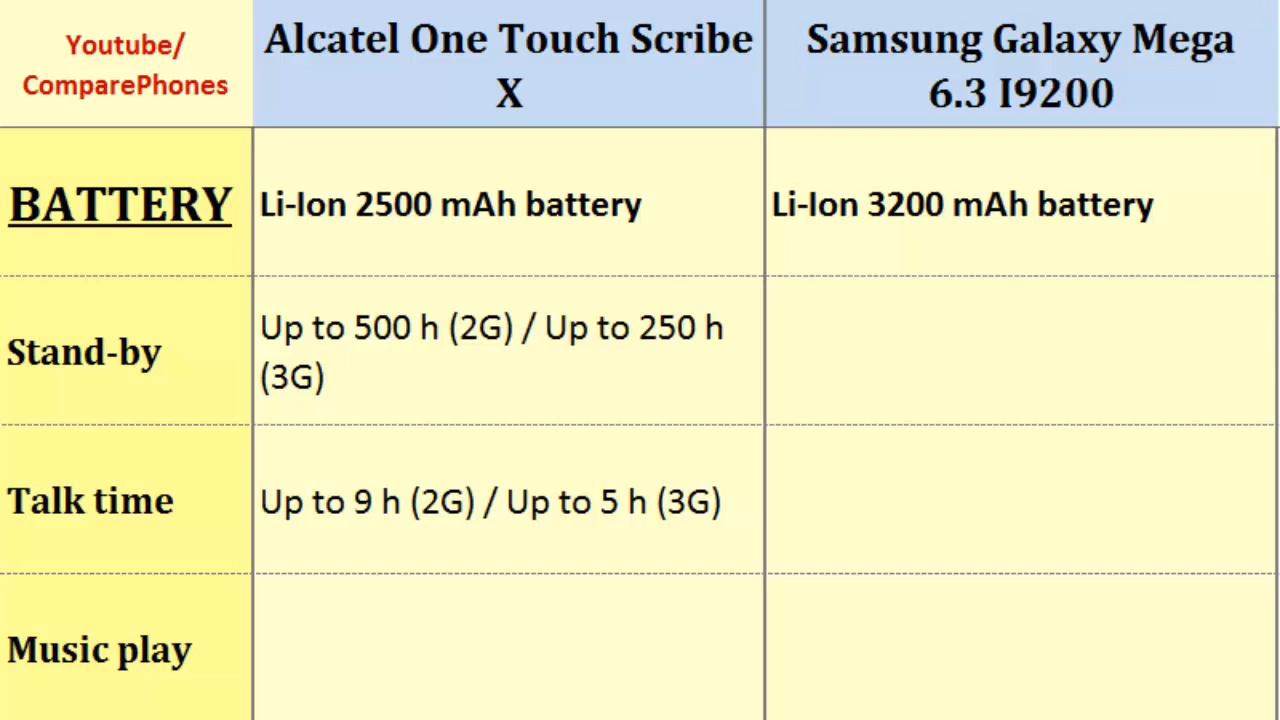 Youtube/
ComparePhones
Alcatel One Touch Scribe
X
Samsung Galaxy Mega
6.3 I9200
BATTERY
Li-Ion 2500 mAh battery
Li-Ion 3200 mAh battery
Stand-by
Up to 500 h (2G) / Up to 250 h
(3G)
Talk time
Up to 9 h (2G) / Up to 5 h (3G)
Music play